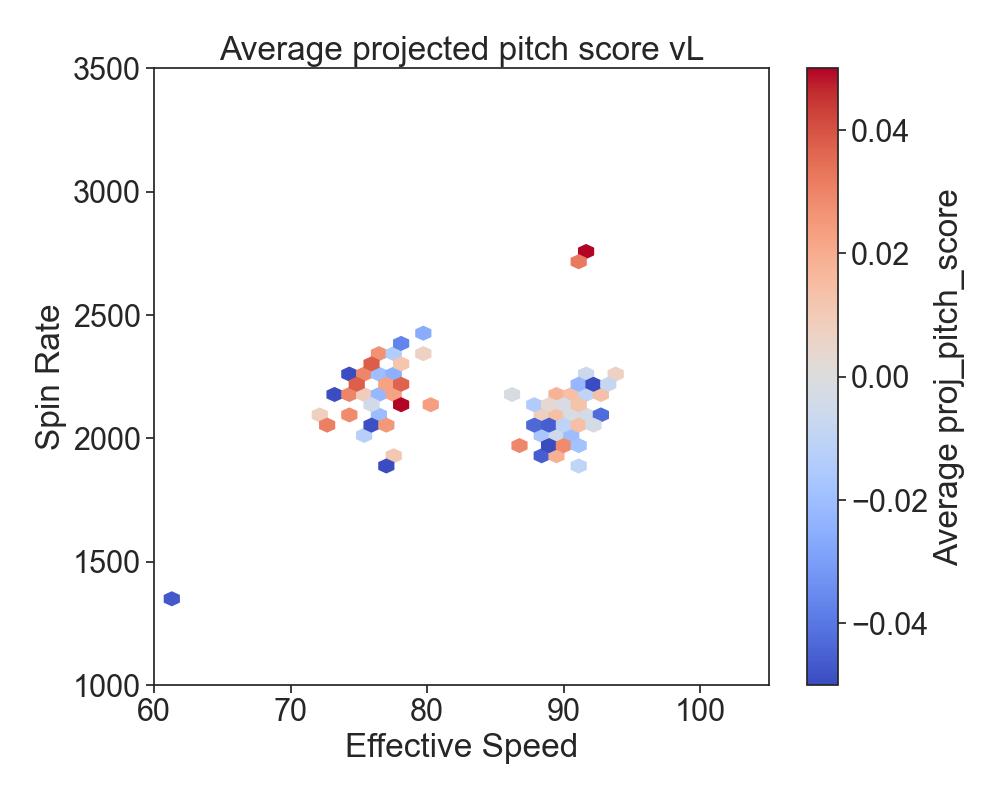 Average projected pitch score vL
3500
3000
2500
2000
1500
1000
Spin Rate
60 70 80 90 100
Effective Speed
0.04
0.02
0.00
−0.02
−0.04
Average proj_pitch_score